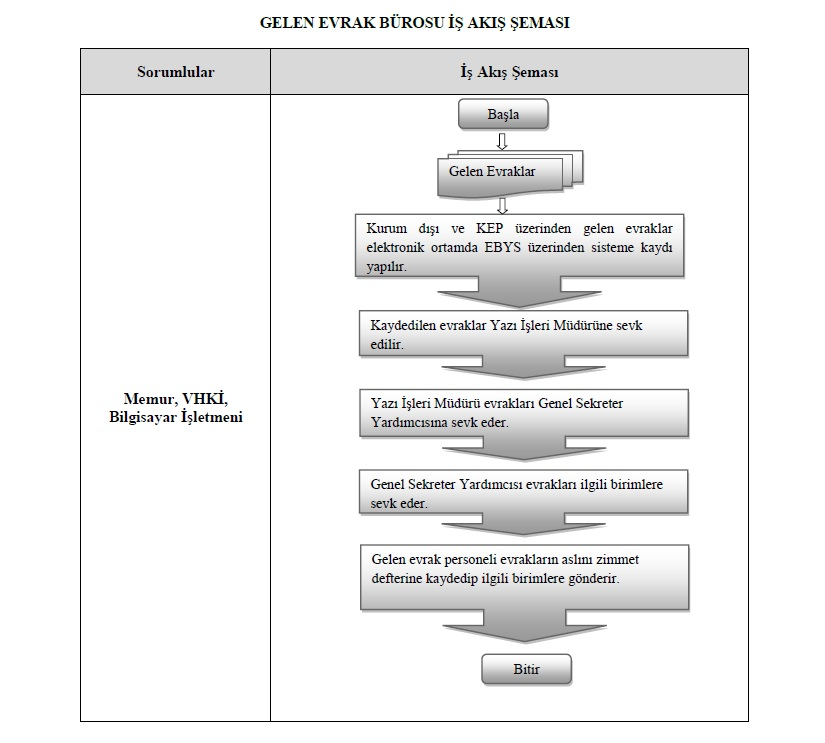 GELEN EVRAK BÜROSU İŞ AKIŞ ŞEMASI
Sorumlular
İş Akış Şeması
Memur, VHKİ,
Bilgisayar İşletmeni
Başla
Gelen Evraklar
Kurum dışı ve KEP üzerinden gelen evraklar
elektronik ortamda EBYS üzerinden sisteme kaydı
yapılır.
Kaydedilen evraklar Yazı İşleri Müdürüne sevk
edilir.
Yazı İşleri Müdürü evrakları Genel Sekreter
Yardımcısına sevk eder.
Genel Sekreter Yardımcısı evrakları ilgili birimlere
sevk eder.
Gelen evrak personeli evrakların aslını zimmet
defterine kaydedip ilgili birimlere gönderir.
Bitir